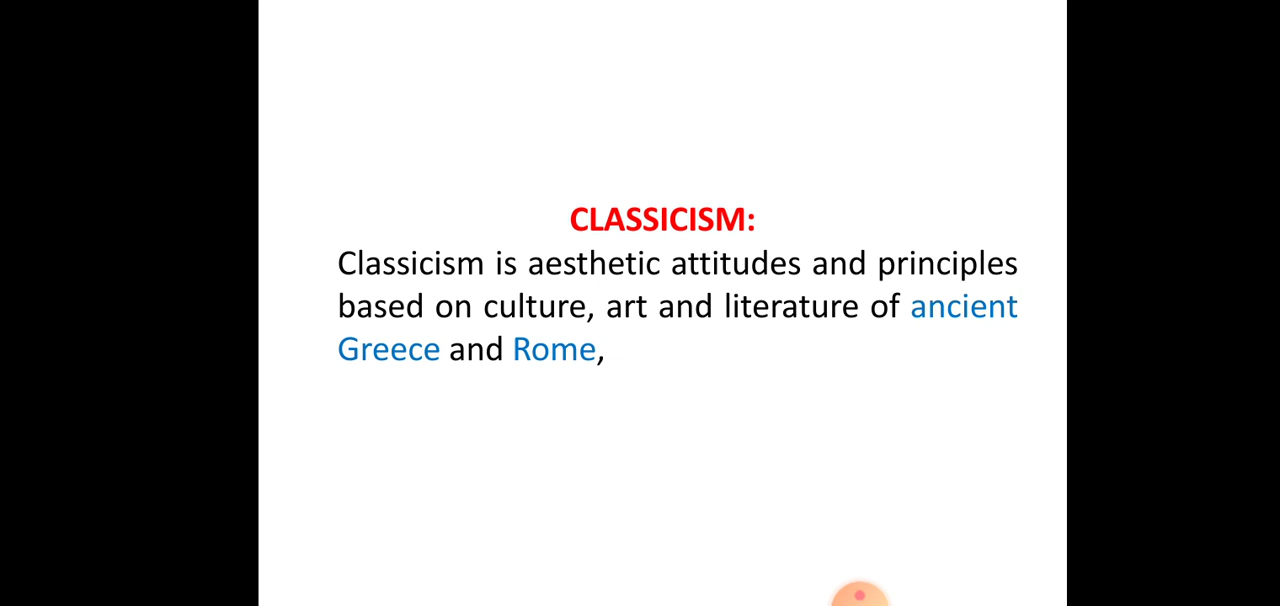 CLASSICISM:
Classicism is aesthetic attitudes and principles
based on culture, art and literature of ancient
Greece and Rome,